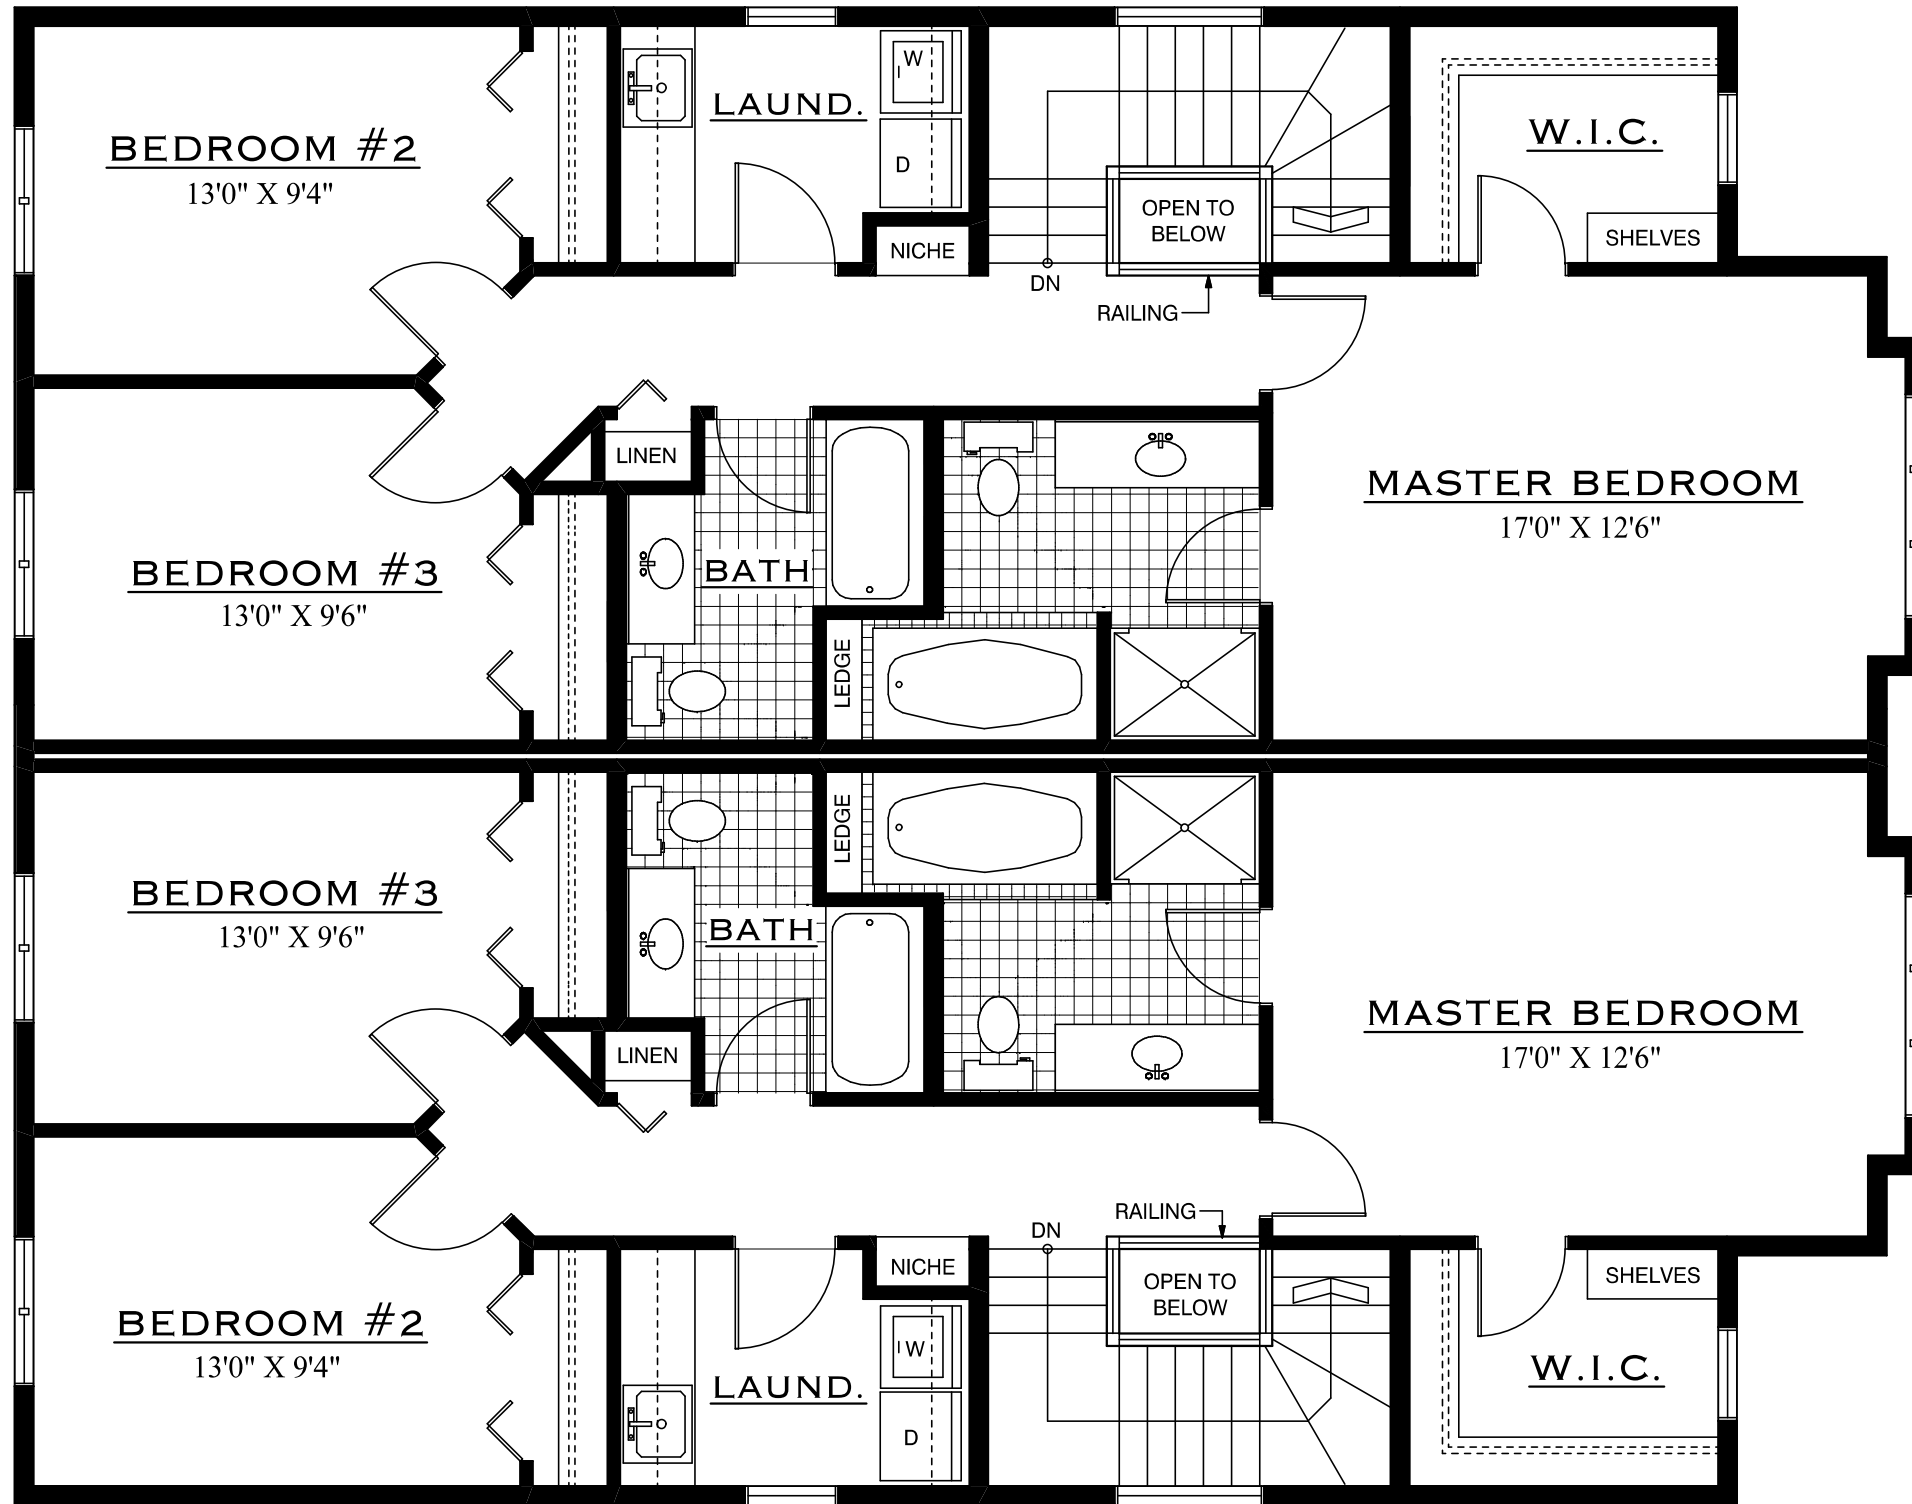 BEDROOM #2
13'0" X 9'4"
LAUND.
W
D
NICHE
OPEN TO
BELOW
DN
RAILING
W.I.C.
SHELVES
LINEN
BEDROOM #3
13'0" X 9'6"
BATH
LEDGE
MASTER BEDROOM
17'0" X 12'6"
BEDROOM #3
13'0" X 9'6"
BATH
LEDGE
LINEN
MASTER BEDROOM
17'0" X 12'6"
BEDROOM #2
13'0" X 9'4"
LAUND.
NICHE
W
D
DN
RAILING
OPEN TO
BELOW
SHELVES
W.I.C.